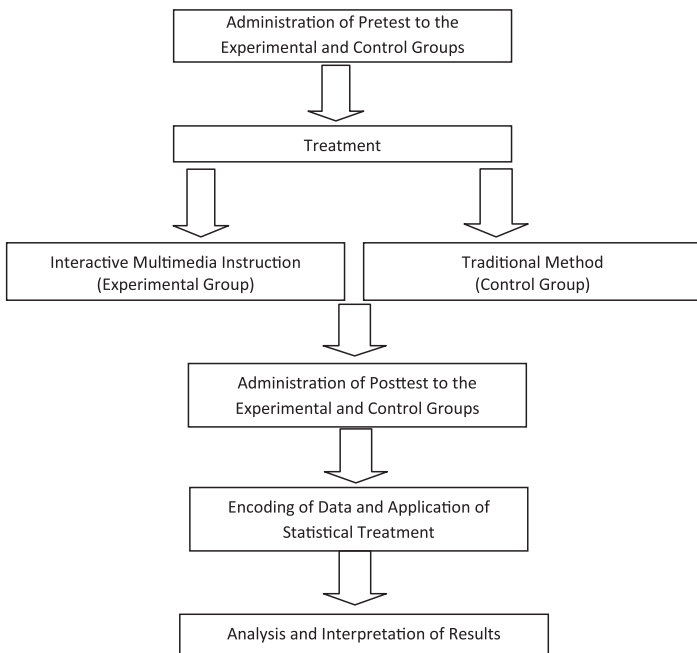 Administration of Pretest to the
Experimental and Control Groups
Treatment
Interactive Multimedia Instruction
(Experimental Group)
Traditional Method
(Control Group)
Administration of Posttest to the
Experimental and Control Groups
Encoding of Data and Application of
Statistical Treatment
Analysis and Interpretation of Results